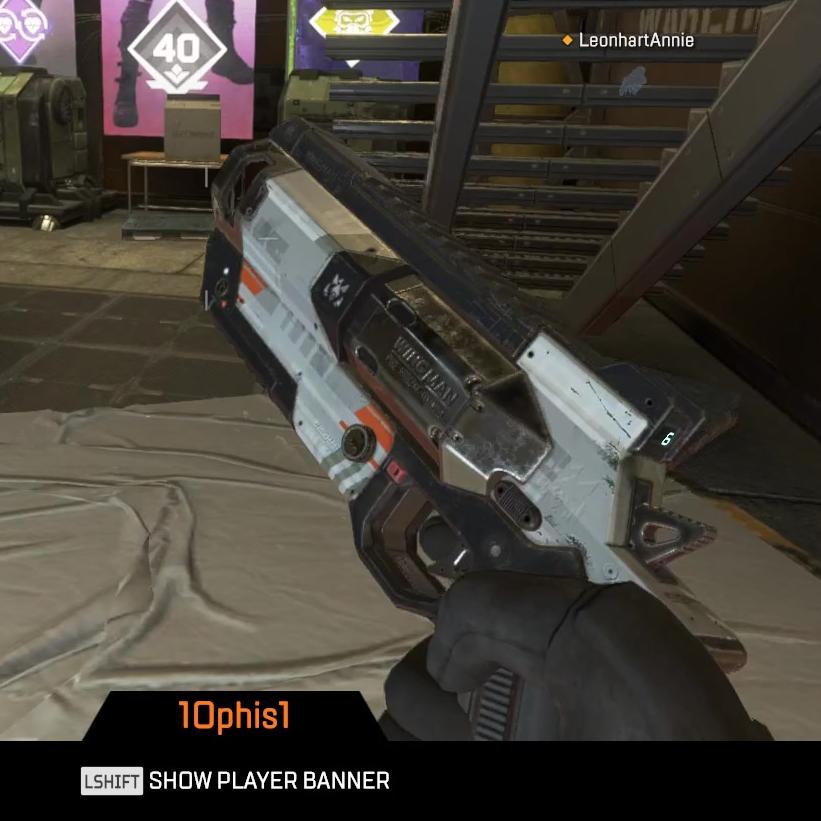 40
LeonhartAnnie
WINGMAN
6
1Ophis1
LSHIFT SHOW PLAYER BANNER